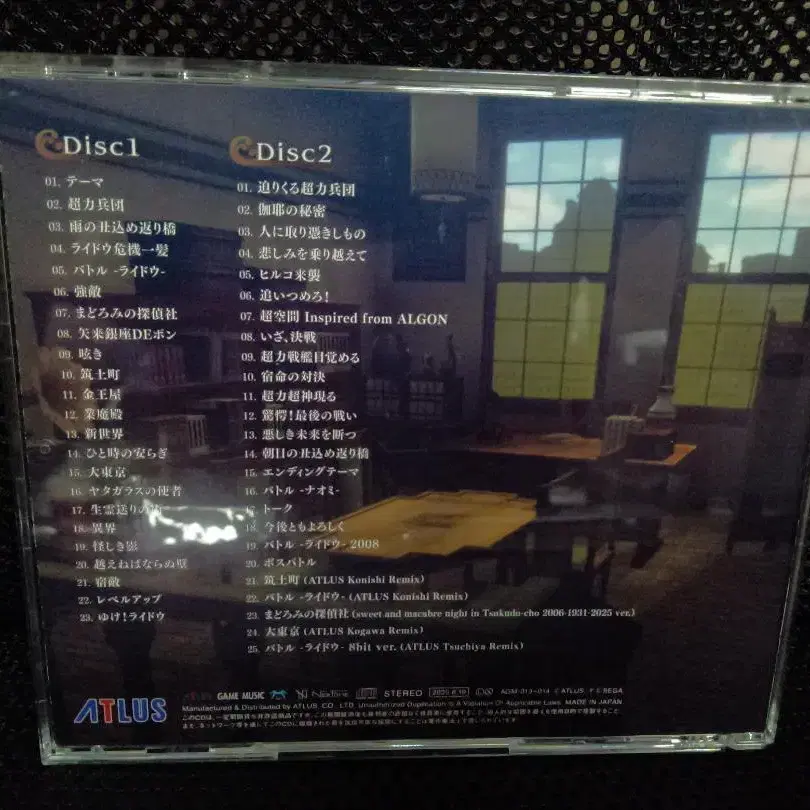 Disc1
01. テーマ
02. 超力兵団
03. 雨の丑込め返り橋
04. ライドウ危機一髪
05. バトル -ライドウ-
06. 強敵
07. まどろみの探偵社
08. 矢来銀座DEボン
09. 呟き
10. 筑土町
11. 金王屋
12. 業魔殿
13. 新世界
14. ひと時の安らぎ
15. 大東京
16. ヤタガラスの使者
17. 生霊送りの
18. 異界
19. 怪しき影
20. 越えねばならぬ壁
21. 宿敵
22. レベルアップ
23. ゆけ!ライドウ
Disc2
01. 迫りくる超力兵団
02. 伽耶の秘密
03. 人に取り憑きしもの
04. 悲しみを乗り越えて
05. ヒルコ来襲
06. 追いつめろ!
07. 超空間 Inspired from ALGON
08. いざ、決戦
09. 超力戦艦目覚める
10. 宿命の対決
11. 超力超神現る
12. 驚愕!最後の戦い
13. 悪しき未来を断つ
14. 朝日の丑込め返り橋
15. エンディングテーマ
16. バトル -ナオミ-
17. トーク
18. 今後ともよろしく
19. バトル -ライドウ- 2008
20. ボスバトル
21. 筑土町 (ATLUS Konishi Remix)
22. バトル -ライドウ- (ATLUS Konishi Remix)
23. まどろみの探偵社 (sweet and macabre night in Tsukudo-cho 2006-1931-2025 ver.)
24. 大東京 (ATLUS Kogawa Remix)
25. バトル -ライドウ- 8bit ver. (ATLUS Tsuchiya Remix)
ATLUS
ATLUS GAME MUSIC NexTone STEREO 2025.6.19 ADM-013~014 © ATLUS. © SEGA
Manufactured & Distributed by ATLUS. CO., LTD. Unauthorized Duplication is a Violation Of Applicable Laws. MADE IN JAPAN